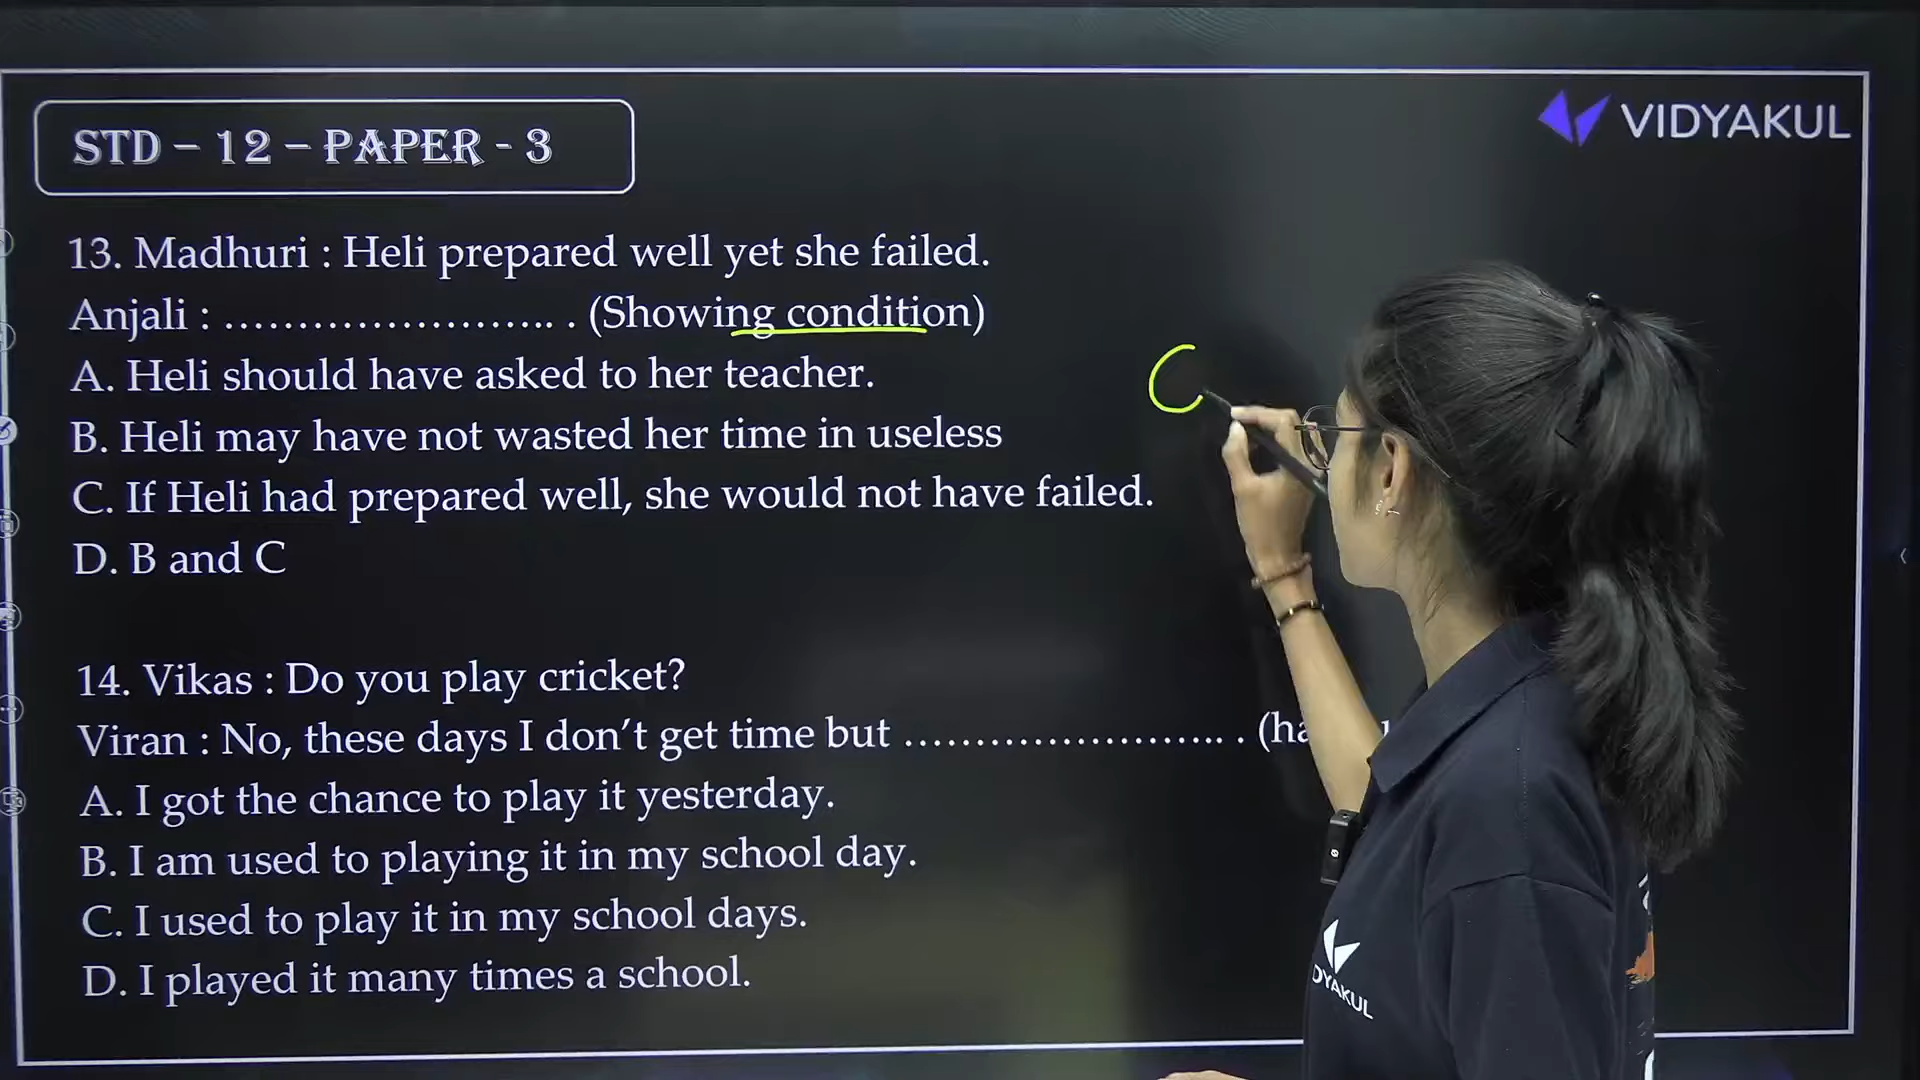 STD – 12 – PAPER - 3
VIDYAKUL
13. Madhuri : Heli prepared well yet she failed.
Anjali : ........................ . (Showing condition)
A. Heli should have asked to her teacher.
B. Heli may have not wasted her time in useless
C. If Heli had prepared well, she would not have failed.
D. B and C
C
14. Vikas : Do you play cricket?
Viran : No, these days I don't get time but ........................ .
A. I got the chance to play it yesterday.
B. I am used to playing it in my school day.
C. I used to play it in my school days.
D. I played it many times a school.
DYAKUL